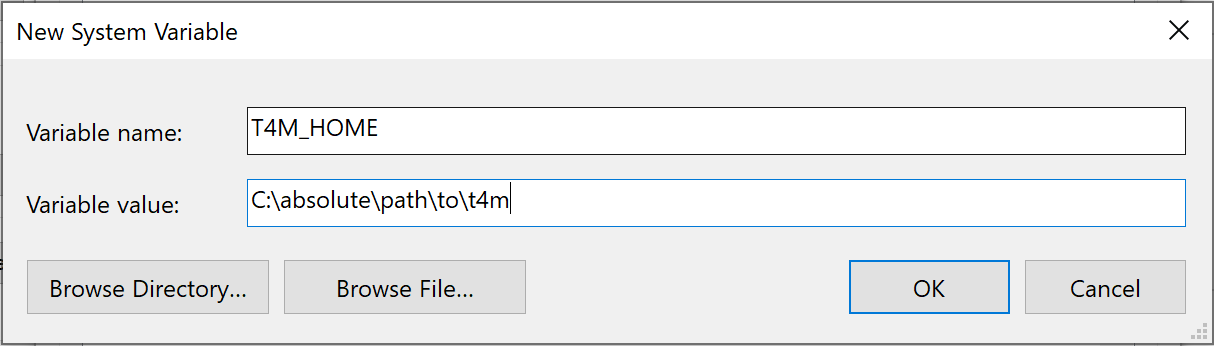 New System Variable
Variable name:
T4M_HOME
Variable value:
C:\absolute\path\to\t4m
Browse Directory...
Browse File...
OK
Cancel